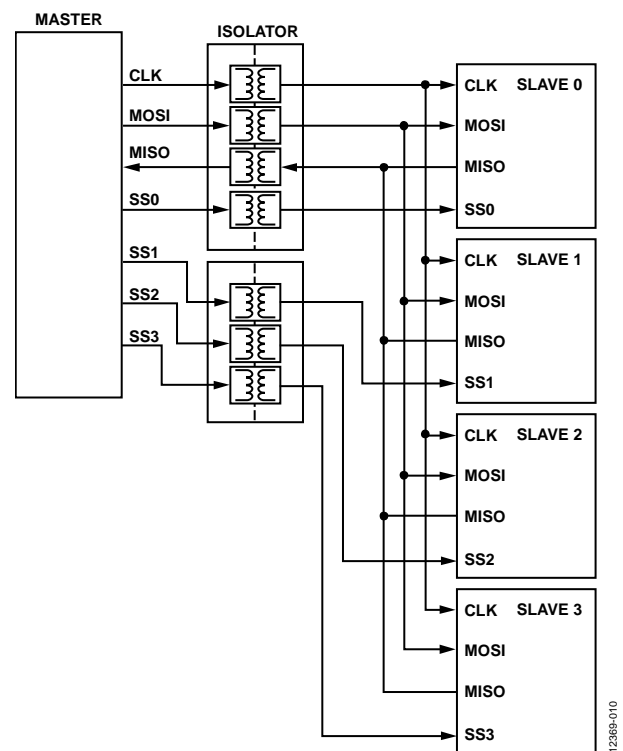 MASTER
ISOLATOR
CLK
MOSI
MISO
SS0
SS1
SS2
SS3
CLK SLAVE 0
MOSI
MISO
SS0
CLK SLAVE 1
MOSI
MISO
SS1
CLK SLAVE 2
MOSI
MISO
SS2
CLK SLAVE 3
MOSI
MISO
SS3
12369-010